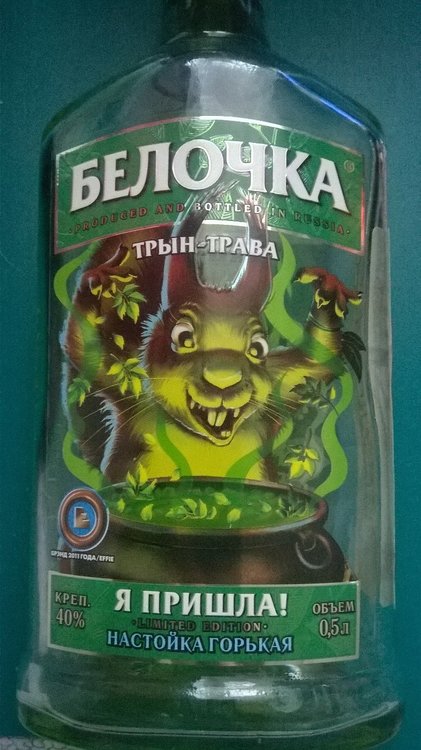 БЕЛОЧКА
·PRODUCED AND BOTTLED IN RUSSIA·
ТРЫН-ТРАВА
БРЭНД 2011 ГОДА/EFFIE
Я ПРИШЛА!
КРЕП. 40%
·LIMITED EDITION·
ОБЪЕМ 0,5л
НАСТОЙКА ГОРЬКАЯ